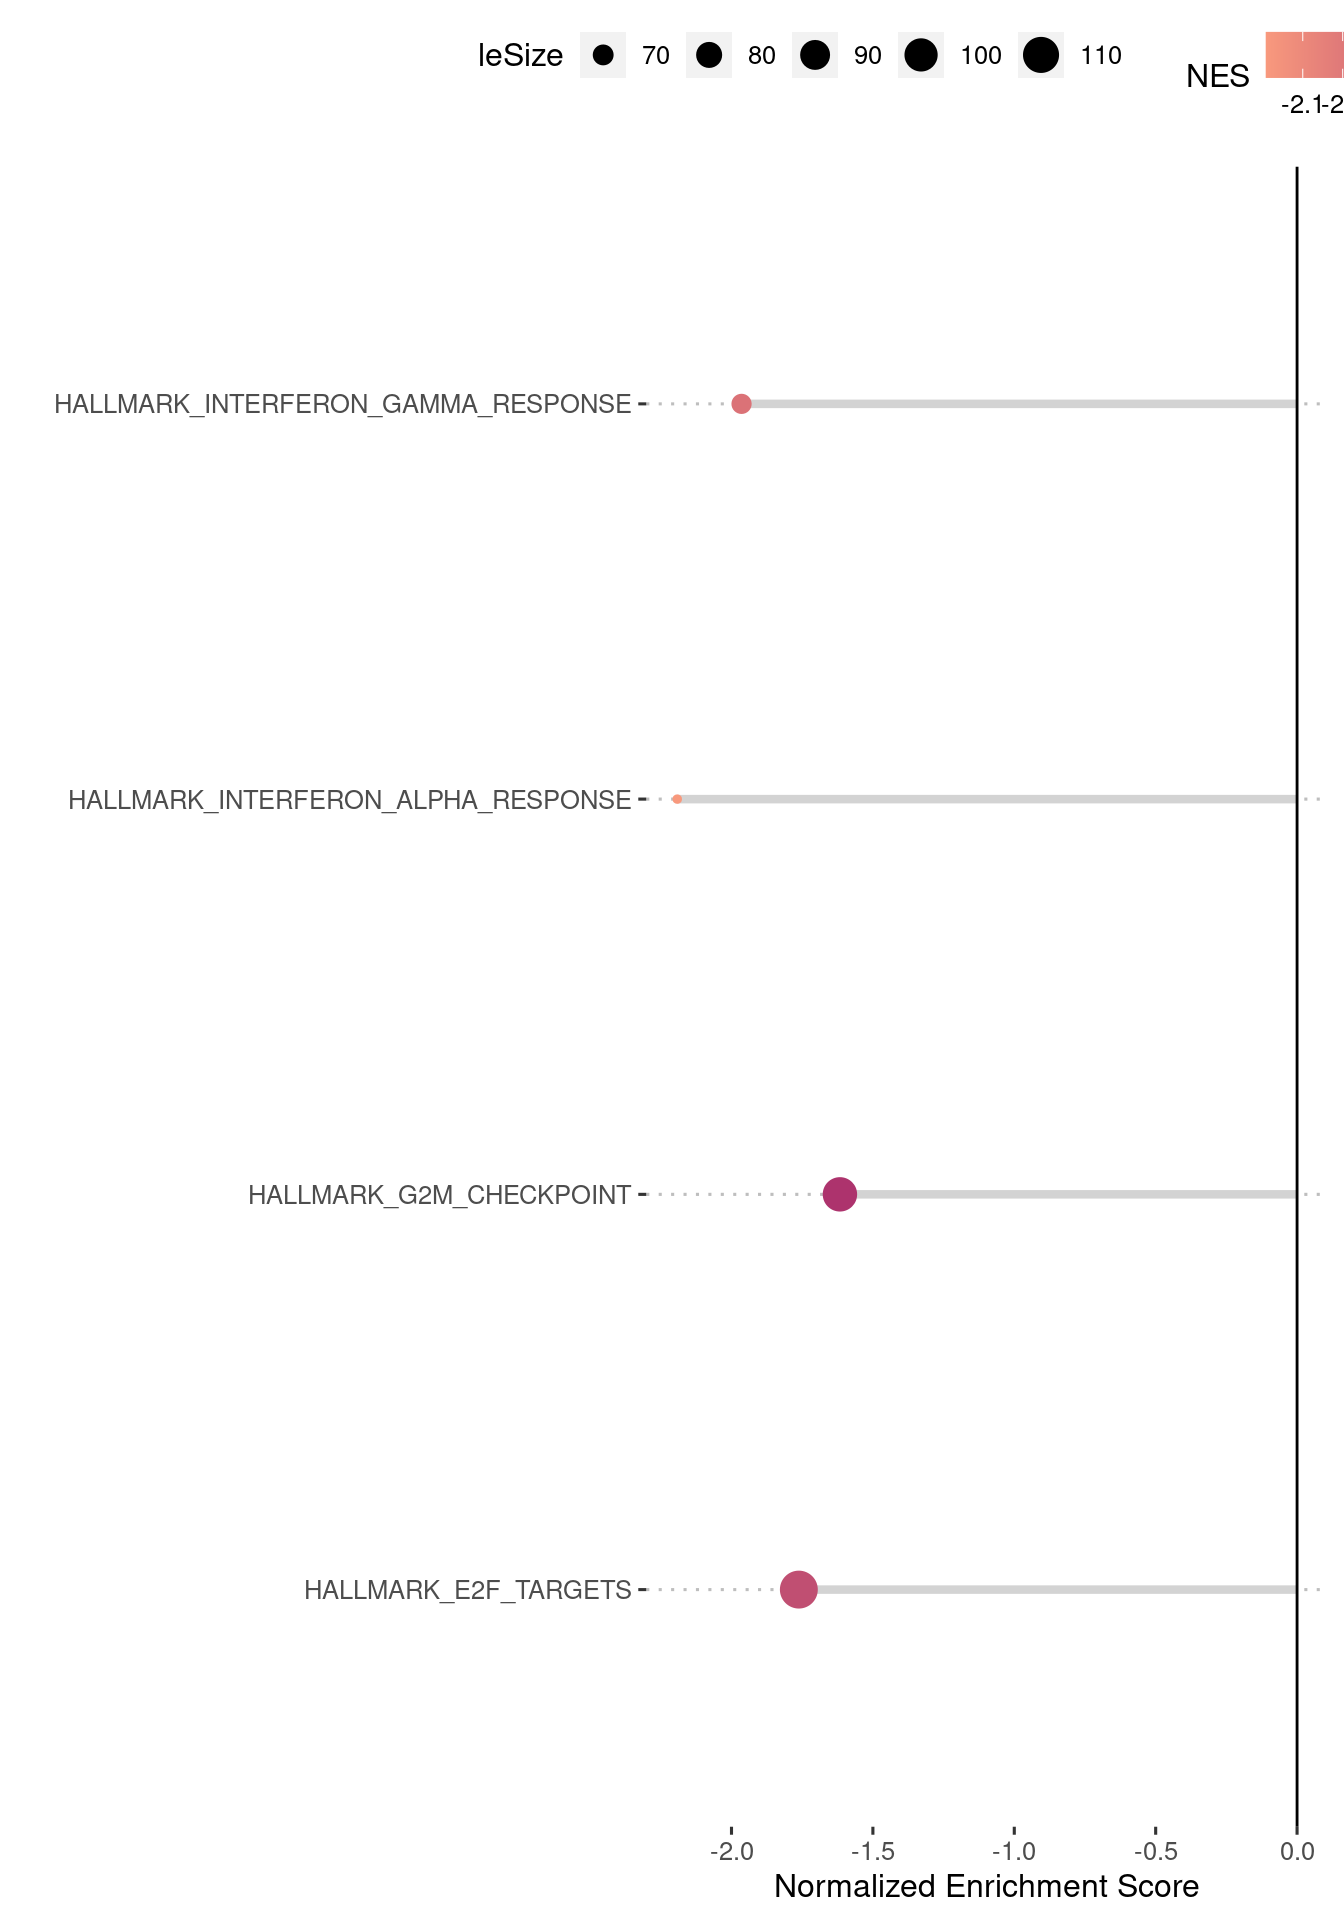 leSize 70 80 90 100 110
NES
-2.1 -2
HALLMARK_INTERFERON_GAMMA_RESPONSE
HALLMARK_INTERFERON_ALPHA_RESPONSE
HALLMARK_G2M_CHECKPOINT
HALLMARK_E2F_TARGETS
-2.0 -1.5 -1.0 -0.5 0.0
Normalized Enrichment Score